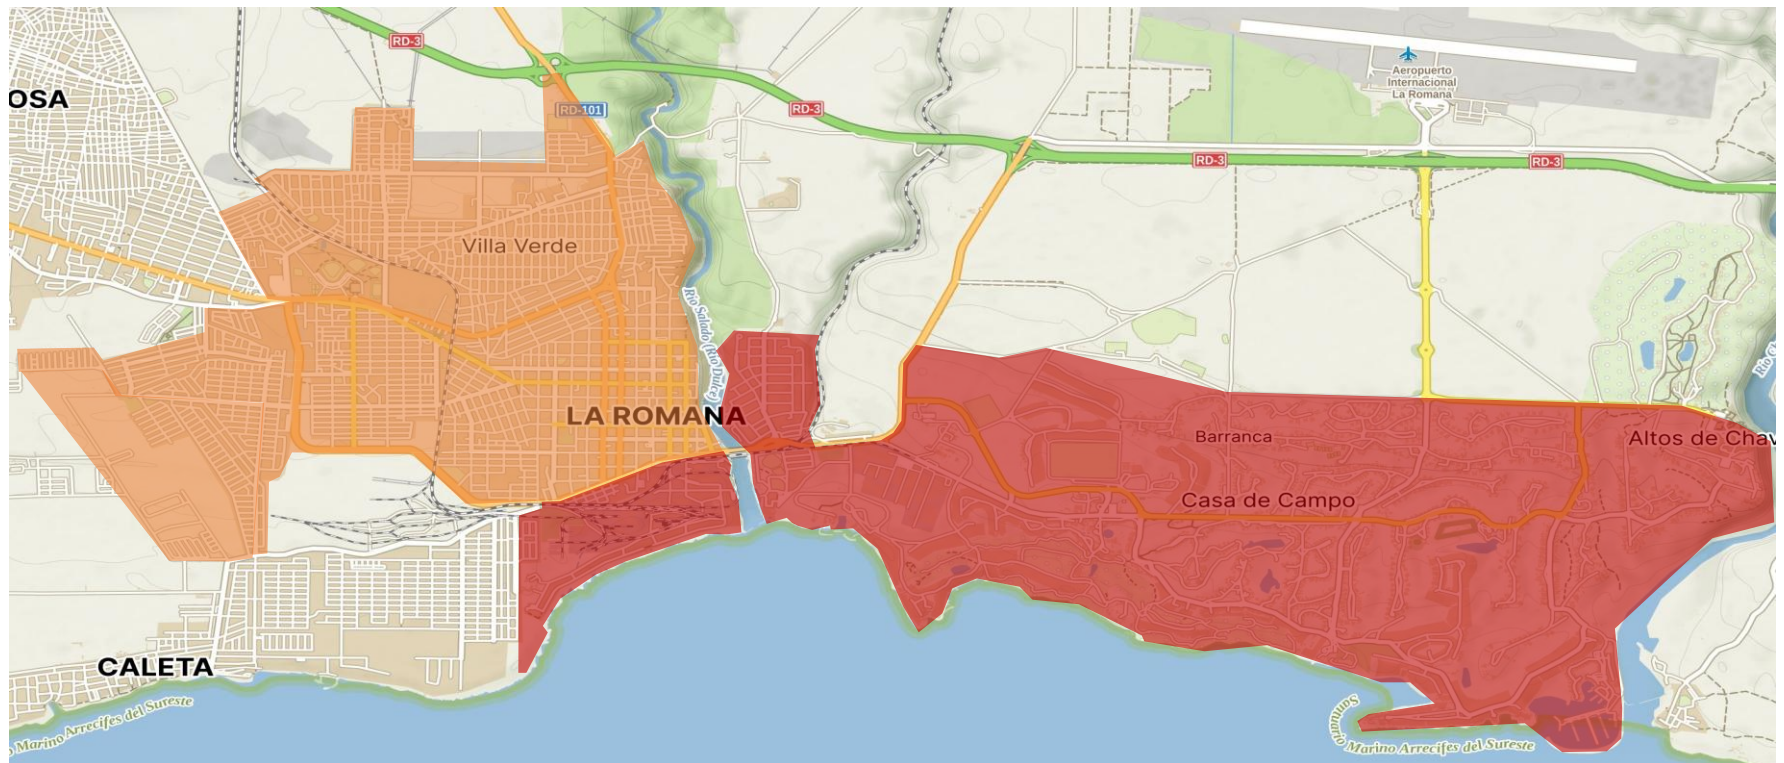 RD-3
OSA
RD-101
RD-3
Aeropuerto
Internacional
La Romana
RD-3
RD-3
Villa Verde
Río Salado (Río Dulce)
LA ROMANA
Barranca
Altos de Chav
Casa de Campo
CALETA
Marino Arrecifes del Sureste
Santuario
Marino Arrecifes del Sureste